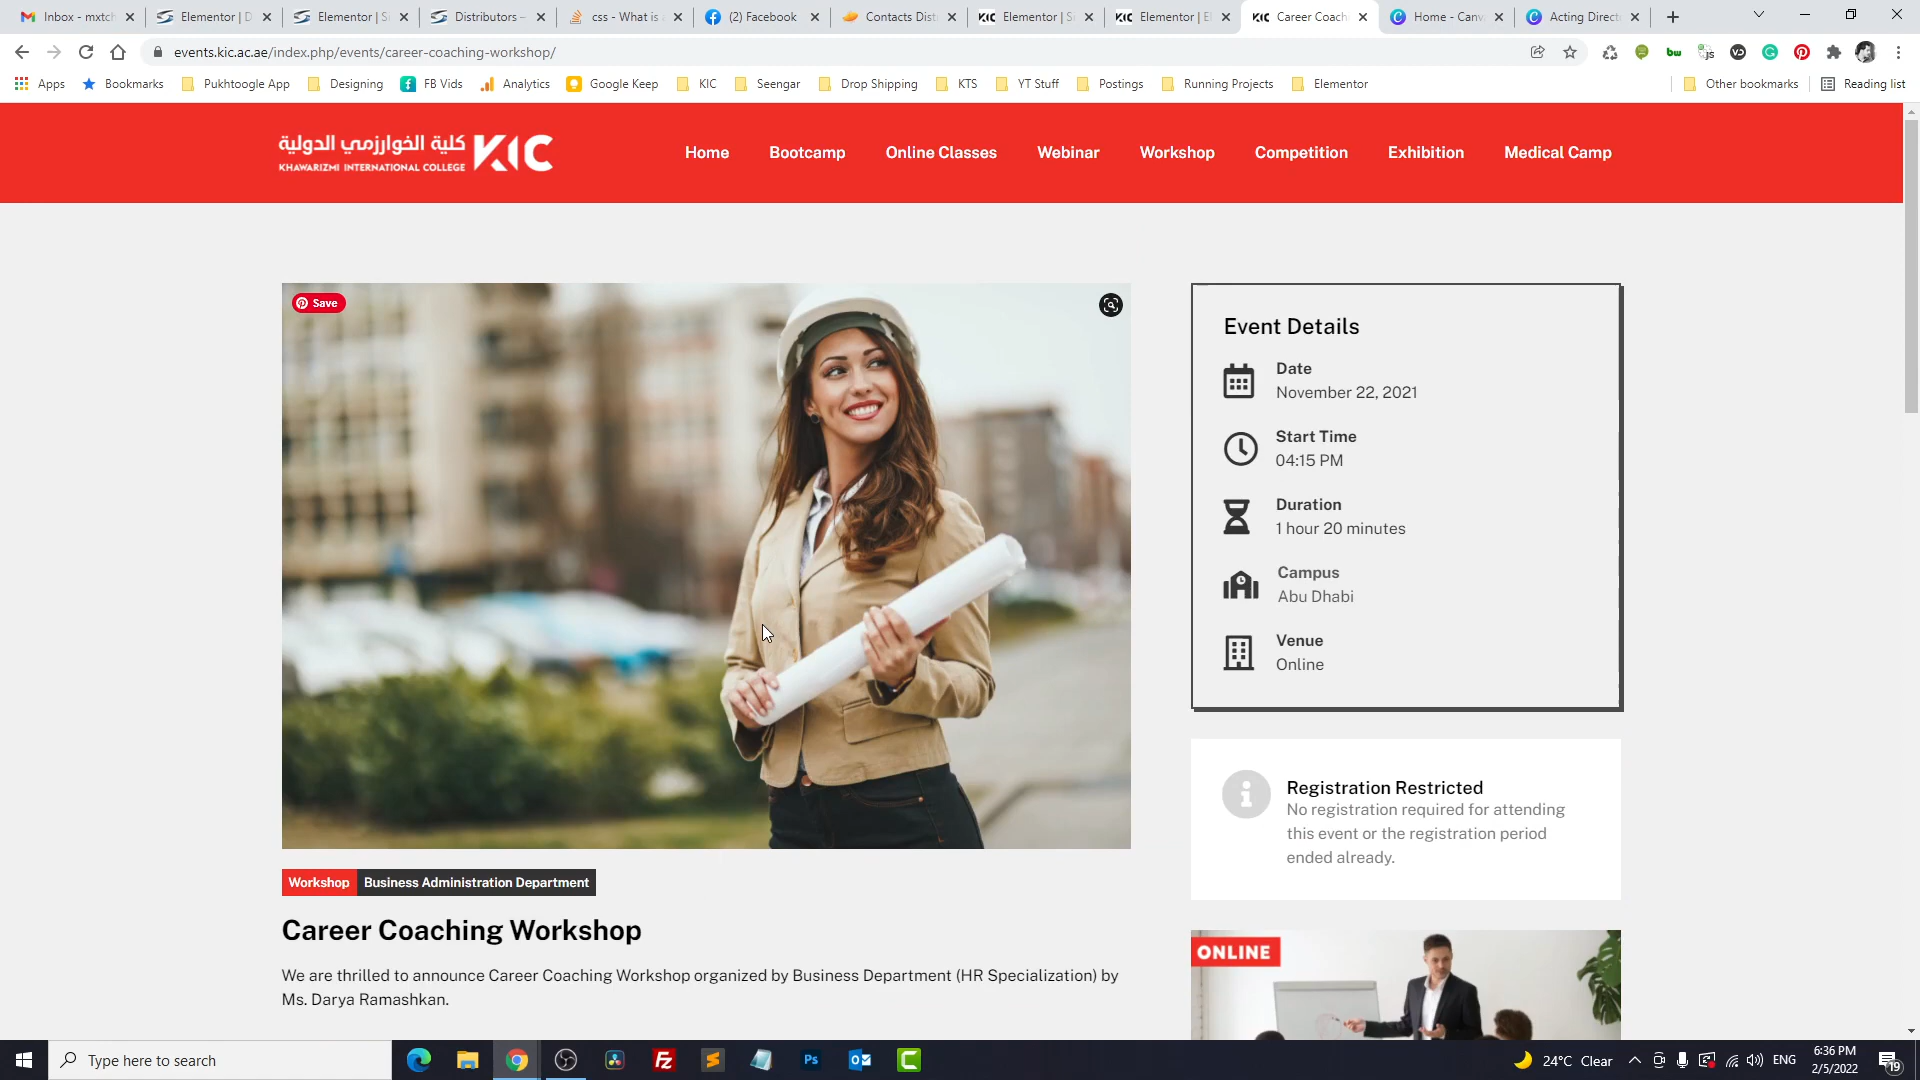 Inbox - mxtch
Elementor | D
Elementor | Si
Distributors –
css - What is
(2) Facebook
Contacts Dist
Elementor | Si
Elementor | El
Career Coach
Home - Canv
Acting Direct
events.kic.ac.ae/index.php/events/career-coaching-workshop/
Apps
Bookmarks
Pukhtoogle App
Designing
FB Vids
Analytics
Google Keep
KIC
Seengar
Drop Shipping
KTS
YT Stuff
Postings
Running Projects
Elementor
Other bookmarks
Reading list
كلية الخوارزمي الدولية
KHAWARIZMI INTERNATIONAL COLLEGE
KIC
Home
Bootcamp
Online Classes
Webinar
Workshop
Competition
Exhibition
Medical Camp
Save
Event Details
Date
November 22, 2021
Start Time
04:15 PM
Duration
1 hour 20 minutes
Campus
Abu Dhabi
Venue
Online
Registration Restricted
No registration required for attending
this event or the registration period
ended already.
ONLINE
Workshop
Business Administration Department
Career Coaching Workshop
We are thrilled to announce Career Coaching Workshop organized by Business Department (HR Specialization) by
Ms. Darya Ramashkan.
Type here to search
24°C Clear
ENG
6:36 PM
2/5/2022
19